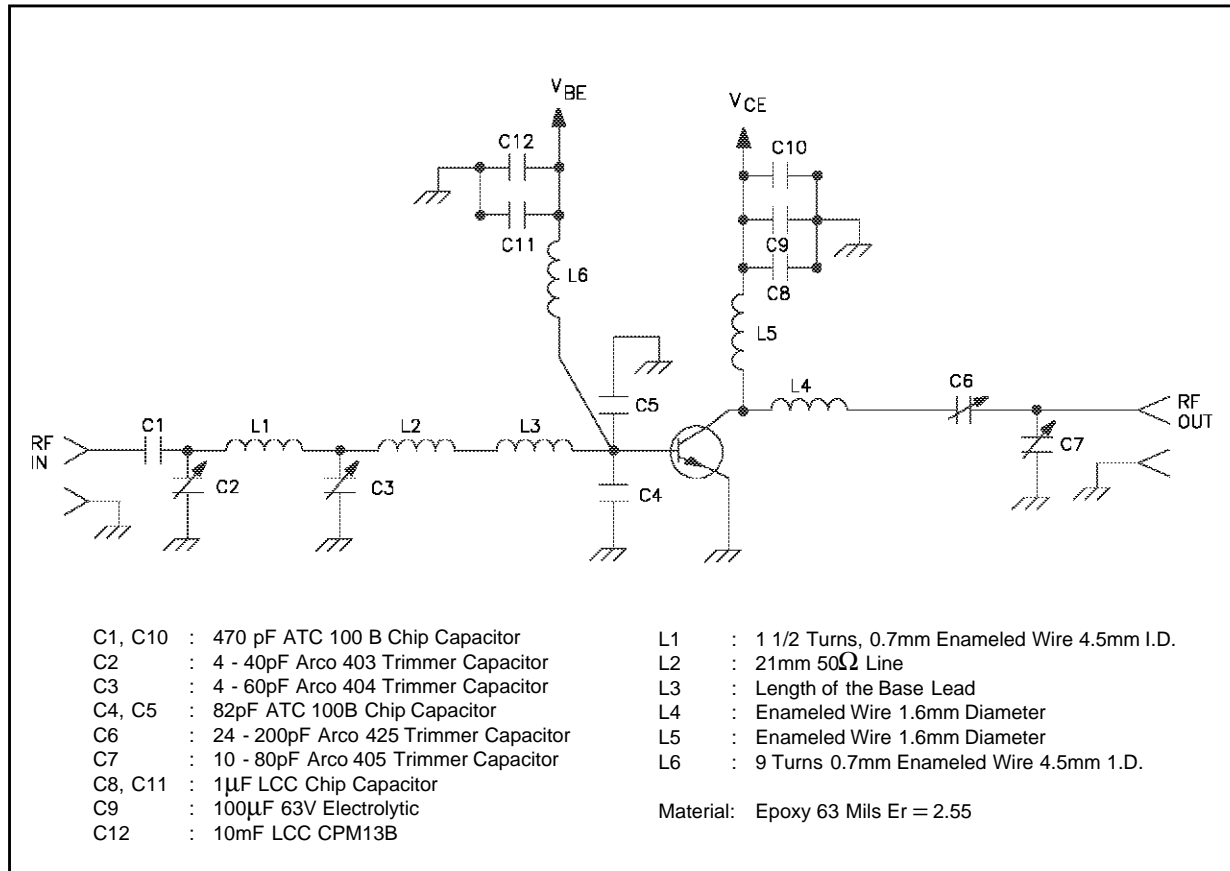 V BE
V CE
C12
C10
C11
C9
L6
C8
L5
C5
L4
C6
RF
OUT
C1
L1
L2
L3
C7
RF
IN
C2
C3
C4
C1, C10 : 470 pF ATC 100 B Chip Capacitor
C2 : 4 - 40pF Arco 403 Trimmer Capacitor
C3 : 4 - 60pF Arco 404 Trimmer Capacitor
C4, C5 : 82pF ATC 100B Chip Capacitor
C6 : 24 - 200pF Arco 425 Trimmer Capacitor
C7 : 10 - 80pF Arco 405 Trimmer Capacitor
C8, C11 : 1μF LCC Chip Capacitor
C9 : 100μF 63V Electrolytic
C12 : 10mF LCC CPM13B
L1 : 1 1/2 Turns, 0.7mm Enameled Wire 4.5mm I.D.
L2 : 21mm 50Ω Line
L3 : Length of the Base Lead
L4 : Enameled Wire 1.6mm Diameter
L5 : Enameled Wire 1.6mm Diameter
L6 : 9 Turns 0.7mm Enameled Wire 4.5mm 1.D.
Material: Epoxy 63 Mils Er = 2.55